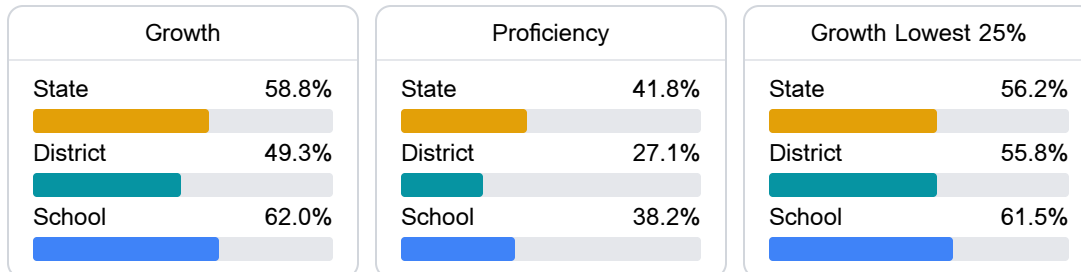 Growth
State 58.8%
District 49.3%
School 62.0%
Proficiency
State 41.8%
District 27.1%
School 38.2%
Growth Lowest 25%
State 56.2%
District 55.8%
School 61.5%